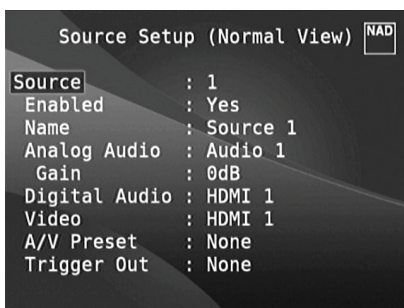 Source Setup (Normal View) NAD
Source : 1
Enabled : Yes
Name : Source 1
Analog Audio : Audio 1
Gain : 0dB
Digital Audio : HDMI 1
Video : HDMI 1
A/V Preset : None
Trigger Out : None